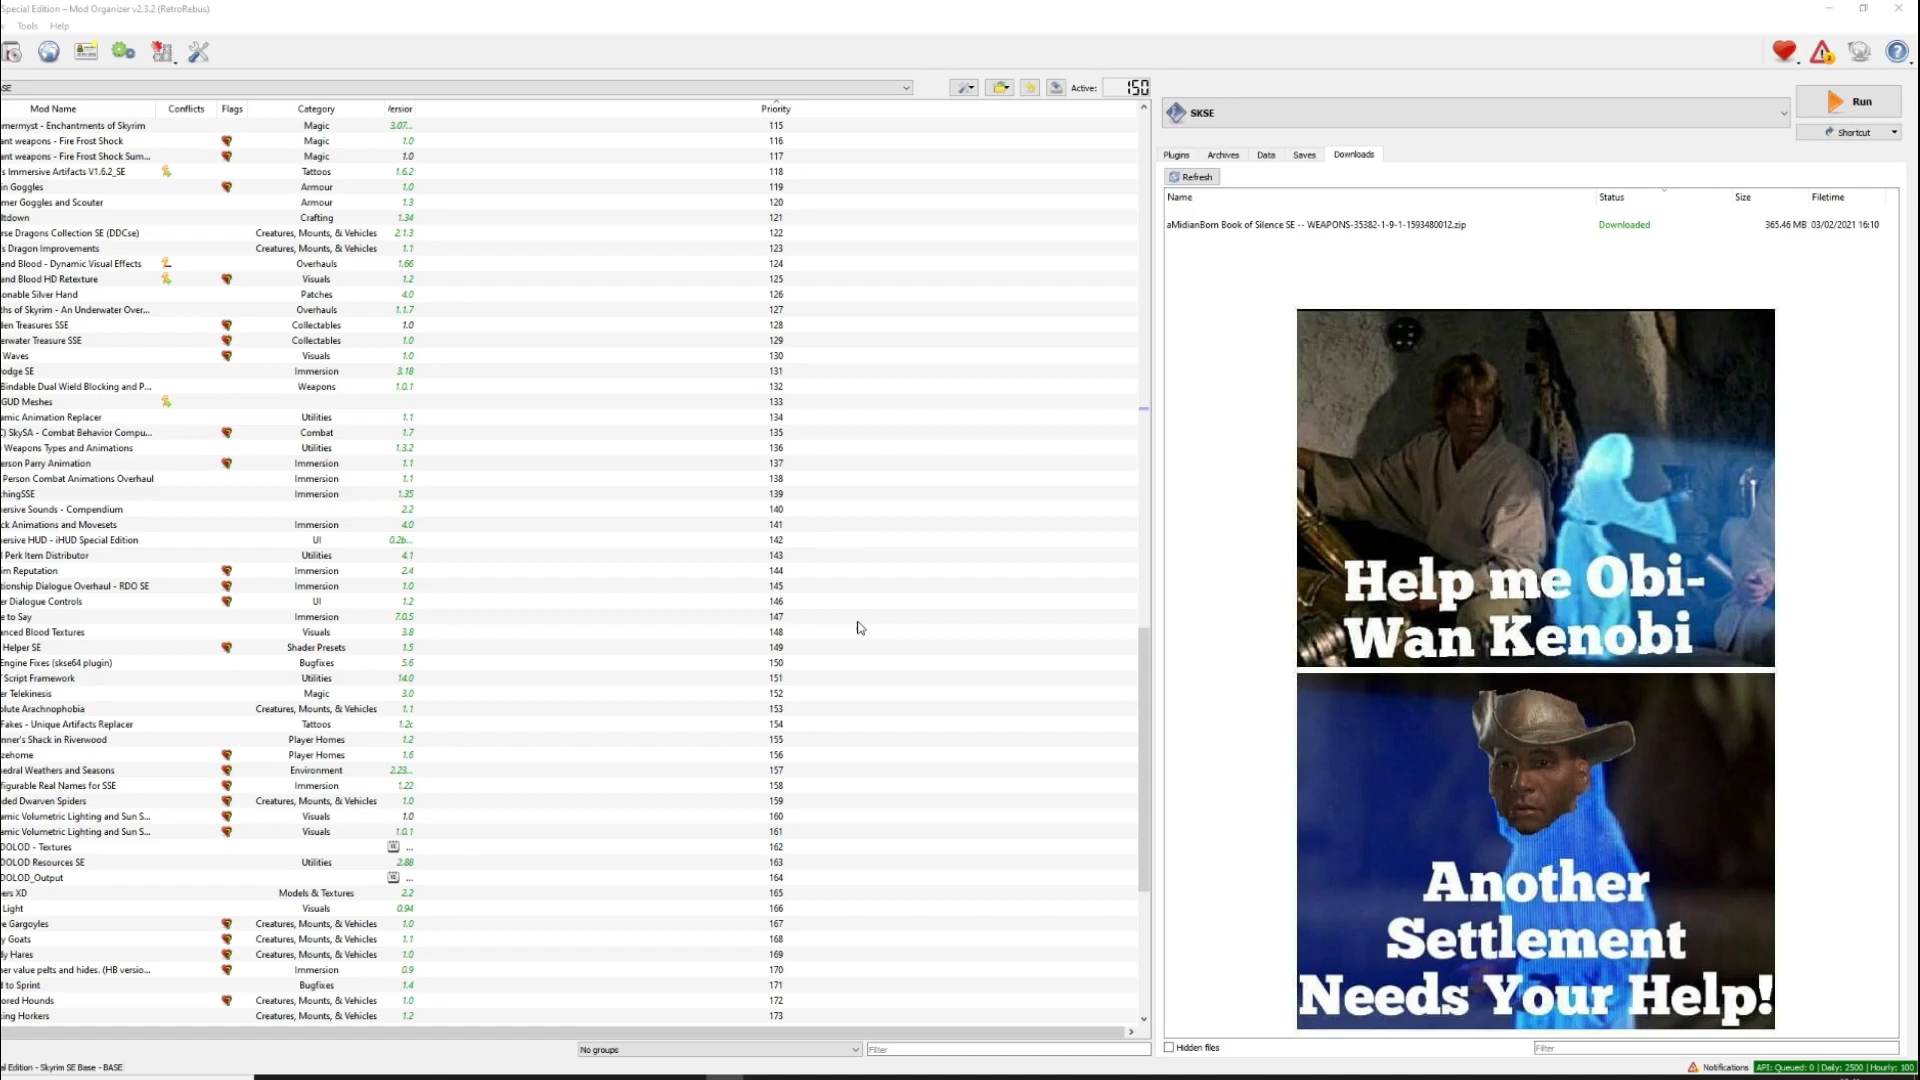 Special Edition – Mod Organizer v2.3.2 (RetroRebus)
Tools Help
SE
Active: 150
Mod Name Conflicts Flags Category Version Priority
mermyst - Enchantments of Skyrim Magic 3.07... 115
ant weapons - Fire Frost Shock Magic 1.0 116
ant weapons - Fire Frost Shock Sum... Magic 1.0 117
s Immersive Artifacts V1.6.2_SE Tattoos 1.6.2 118
in Goggles Armour 1.0 119
mer Goggles and Scouter Armour 1.3 120
ltdown Crafting 1.34 121
rse Dragons Collection SE (DDCse) Creatures, Mounts, & Vehicles 2.1.3 122
's Dragon Improvements Creatures, Mounts, & Vehicles 1.1 123
and Blood - Dynamic Visual Effects Overhauls 1.66 124
and Blood HD Retexture Visuals 1.2 125
onable Silver Hand Patches 4.0 126
ths of Skyrim - An Underwater Over... Overhauls 1.1.7 127
den Treasures SSE Collectables 1.0 128
erwater Treasure SSE Collectables 1.0 129
Waves Visuals 1.0 130
odge SE Immersion 3.18 131
Bindable Dual Wield Blocking and P... Weapons 1.0.1 132
GUD Meshes 133
amic Animation Replacer Utilities 1.1 134
C) SkySA - Combat Behavior Compu... Combat 1.7 135
Weapons Types and Animations Utilities 1.3.2 136
erson Parry Animation Immersion 1.1 137
Person Combat Animations Overhaul Immersion 1.1 138
chingSSE Immersion 1.35 139
ersive Sounds - Compendium 2.2 140
ck Animations and Movesets Immersion 4.0 141
ersive HUD - iHUD Special Edition UI 0.2b... 142
l Perk Item Distributor Utilities 4.1 143
im Reputation Immersion 2.4 144
tionship Dialogue Overhaul - RDO SE Immersion 1.0 145
er Dialogue Controls UI 1.2 146
e to Say Immersion 7.0.5 147
anced Blood Textures Visuals 3.8 148
Helper SE Shader Presets 1.5 149
Engine Fixes (skse64 plugin) Bugfixes 5.6 150
Script Framework Utilities 14.0 151
er Telekinesis Magic 3.0 152
olute Arachnophobia Creatures, Mounts, & Vehicles 1.1 153
Fakes - Unique Artifacts Replacer Tattoos 1.2c 154
nner's Shack in Riverwood Player Homes 1.2 155
zehome Player Homes 1.6 156
edral Weathers and Seasons Environment 2.23... 157
figurable Real Names for SSE Immersion 1.22 158
ded Dwarven Spiders Creatures, Mounts, & Vehicles 1.0 159
amic Volumetric Lighting and Sun S... Visuals 1.0 160
amic Volumetric Lighting and Sun S... Visuals 1.0.1 161
DOLOD - Textures ... 162
DOLOD Resources SE Utilities 2.88 163
DOLOD_Output ... 164
ers XD Models & Textures 2.2 165
Light Visuals 0.94 166
e Gargoyles Creatures, Mounts, & Vehicles 1.0 167
y Goats Creatures, Mounts, & Vehicles 1.1 168
dy Hares Creatures, Mounts, & Vehicles 1.0 169
her value pelts and hides. (HB versio... Immersion 0.9 170
d to Sprint Bugfixes 1.4 171
ored Hounds Creatures, Mounts, & Vehicles 1.0 172
king Horkers Creatures, Mounts, & Vehicles 1.2 173
No groups Filter
al Edition - Skyrim SE Base - BASE
SKSE
Run
Shortcut
Plugins Archives Data Saves Downloads
Refresh
Name Status Size Filetime
aMidianBorn Book of Silence SE -- WEAPONS-35382-1-9-1-1593480012.zip Downloaded 365.46 MB 03/02/2021 16:10
Help me Obi-
Wan Kenobi
Another
Settlement
Needs Your Help!
Hidden files Filter
Notifications API: Queued: 0 | Daily: 2500 | Hourly: 100